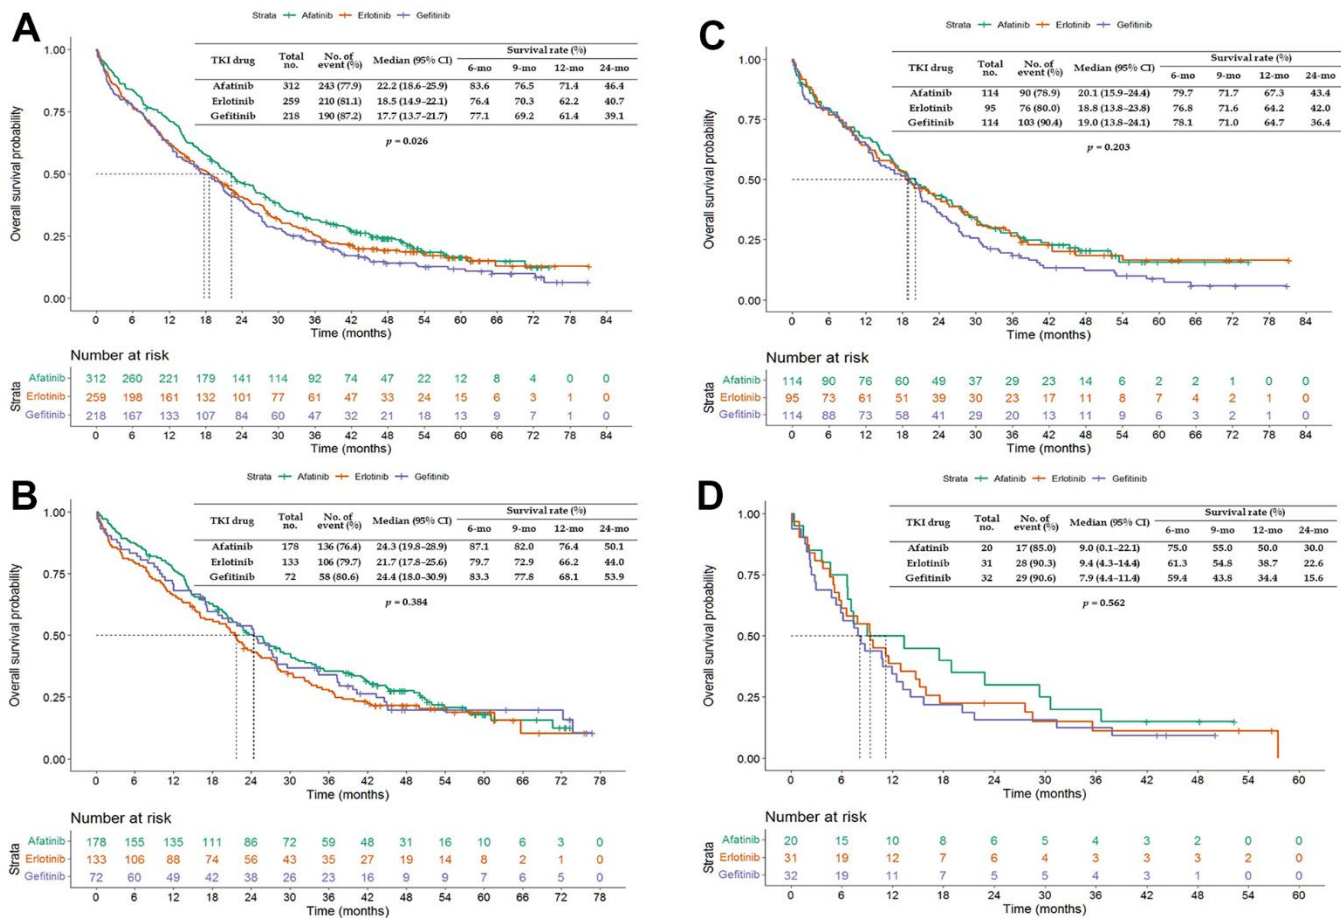 A
Strata Afatinib Erlotinib Gefitinib
Overall survival probability
1.00
0.75
0.50
0.25
0.00
TKI drug Total no. No. of event (%) Median (95% CI) Survival rate (%)
6-mo 9-mo 12-mo 24-mo
Afatinib 312 243 (77.9) 22.2 (18.6–25.9) 83.6 76.5 71.4 46.4
Erlotinib 259 210 (81.1) 18.5 (14.9–22.1) 76.4 70.3 62.2 40.7
Gefitinib 218 190 (87.2) 17.7 (13.7–21.7) 77.1 69.2 61.4 39.1
p = 0.026
0 6 12 18 24 30 36 42 48 54 60 66 72 78 84
Time (months)
Number at risk
Strata
Afatinib 312 260 221 179 141 114 92 74 47 22 12 8 4 0 0
Erlotinib 259 198 161 132 101 77 61 47 33 24 15 6 3 1 0
Gefitinib 218 167 133 107 84 60 47 32 21 18 13 9 7 1 0
0 6 12 18 24 30 36 42 48 54 60 66 72 78 84
Time (months)
B
Strata Afatinib Erlotinib Gefitinib
Overall survival probability
1.00
0.75
0.50
0.25
0.00
TKI drug Total no. No. of event (%) Median (95% CI) Survival rate (%)
6-mo 9-mo 12-mo 24-mo
Afatinib 178 136 (76.4) 24.3 (19.8–28.9) 87.1 82.0 76.4 50.1
Erlotinib 133 106 (79.7) 21.7 (17.8–25.6) 79.7 72.9 66.2 44.0
Gefitinib 72 58 (80.6) 24.4 (18.0–30.9) 83.3 77.8 68.1 53.9
p = 0.384
0 6 12 18 24 30 36 42 48 54 60 66 72 78
Time (months)
Number at risk
Strata
Afatinib 178 155 135 111 86 72 59 48 31 16 10 6 3 0
Erlotinib 133 106 88 74 56 43 35 27 19 14 8 2 1 0
Gefitinib 72 60 49 42 38 26 23 16 9 9 7 6 5 0
0 6 12 18 24 30 36 42 48 54 60 66 72 78
Time (months)
C
Strata Afatinib Erlotinib Gefitinib
Overall survival probability
1.00
0.75
0.50
0.25
0.00
TKI drug Total no. No. of event (%) Median (95% CI) Survival rate (%)
6-mo 9-mo 12-mo 24-mo
Afatinib 114 90 (78.9) 20.1 (15.9–24.4) 79.7 71.7 67.3 43.4
Erlotinib 95 76 (80.0) 18.8 (13.8–23.8) 76.8 71.6 64.2 42.0
Gefitinib 114 103 (90.4) 19.0 (13.8–24.1) 78.1 71.0 64.7 36.4
p = 0.203
0 6 12 18 24 30 36 42 48 54 60 66 72 78 84
Time (months)
Number at risk
Strata
Afatinib 114 90 76 60 49 37 29 23 14 6 2 2 1 0 0
Erlotinib 95 73 61 51 39 30 23 17 11 8 7 4 2 1 0
Gefitinib 114 88 73 58 41 29 20 13 11 9 6 3 2 1 0
0 6 12 18 24 30 36 42 48 54 60 66 72 78 84
Time (months)
D
Strata Afatinib Erlotinib Gefitinib
Overall survival probability
1.00
0.75
0.50
0.25
0.00
TKI drug Total no. No. of event (%) Median (95% CI) Survival rate (%)
6-mo 9-mo 12-mo 24-mo
Afatinib 20 17 (85.0) 9.0 (0.1–22.1) 75.0 55.0 50.0 30.0
Erlotinib 31 28 (90.3) 9.4 (4.3–14.4) 61.3 54.8 38.7 22.6
Gefitinib 32 29 (90.6) 7.9 (4.4–11.4) 59.4 43.8 34.4 15.6
p = 0.562
0 6 12 18 24 30 36 42 48 54 60
Time (months)
Number at risk
Strata
Afatinib 20 15 10 8 6 5 4 3 2 0 0
Erlotinib 31 19 12 7 6 4 3 3 3 2 0
Gefitinib 32 19 11 7 5 5 4 3 1 0 0
0 6 12 18 24 30 36 42 48 54 60
Time (months)